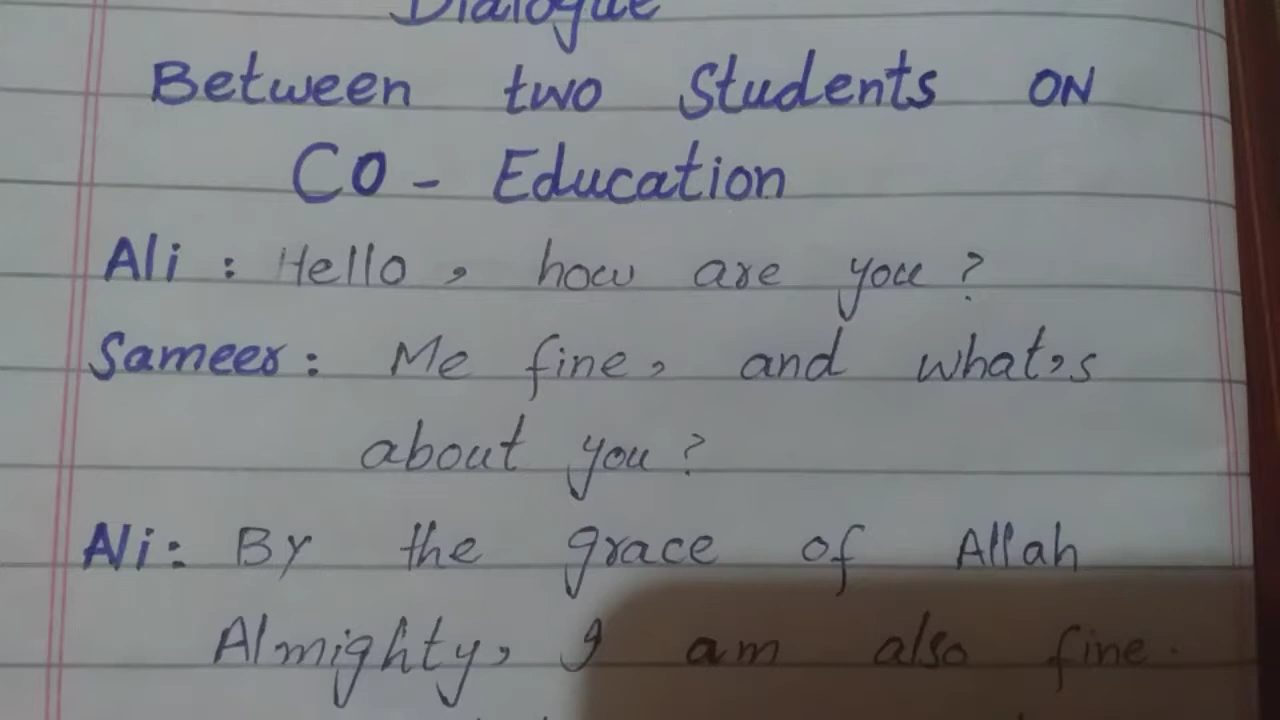 Dialogue
Between two Students ON
CO - Education
Ali : Hello, how are you ?
Sameer : Me fine, and what,s
about you ?
Ali : By the grace of Allah
Almighty, I am also fine.